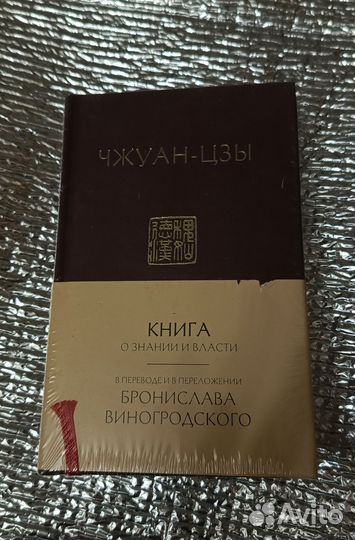 ЧЖУАН-ЦЗЫ
КНИГА
О ЗНАНИИ И ВЛАСТИ
В ПЕРЕВОДЕ И В ПЕРЕЛОЖЕНИИ
БРОНИСЛАВА
ВИНОГРОДСКОГО
Avito